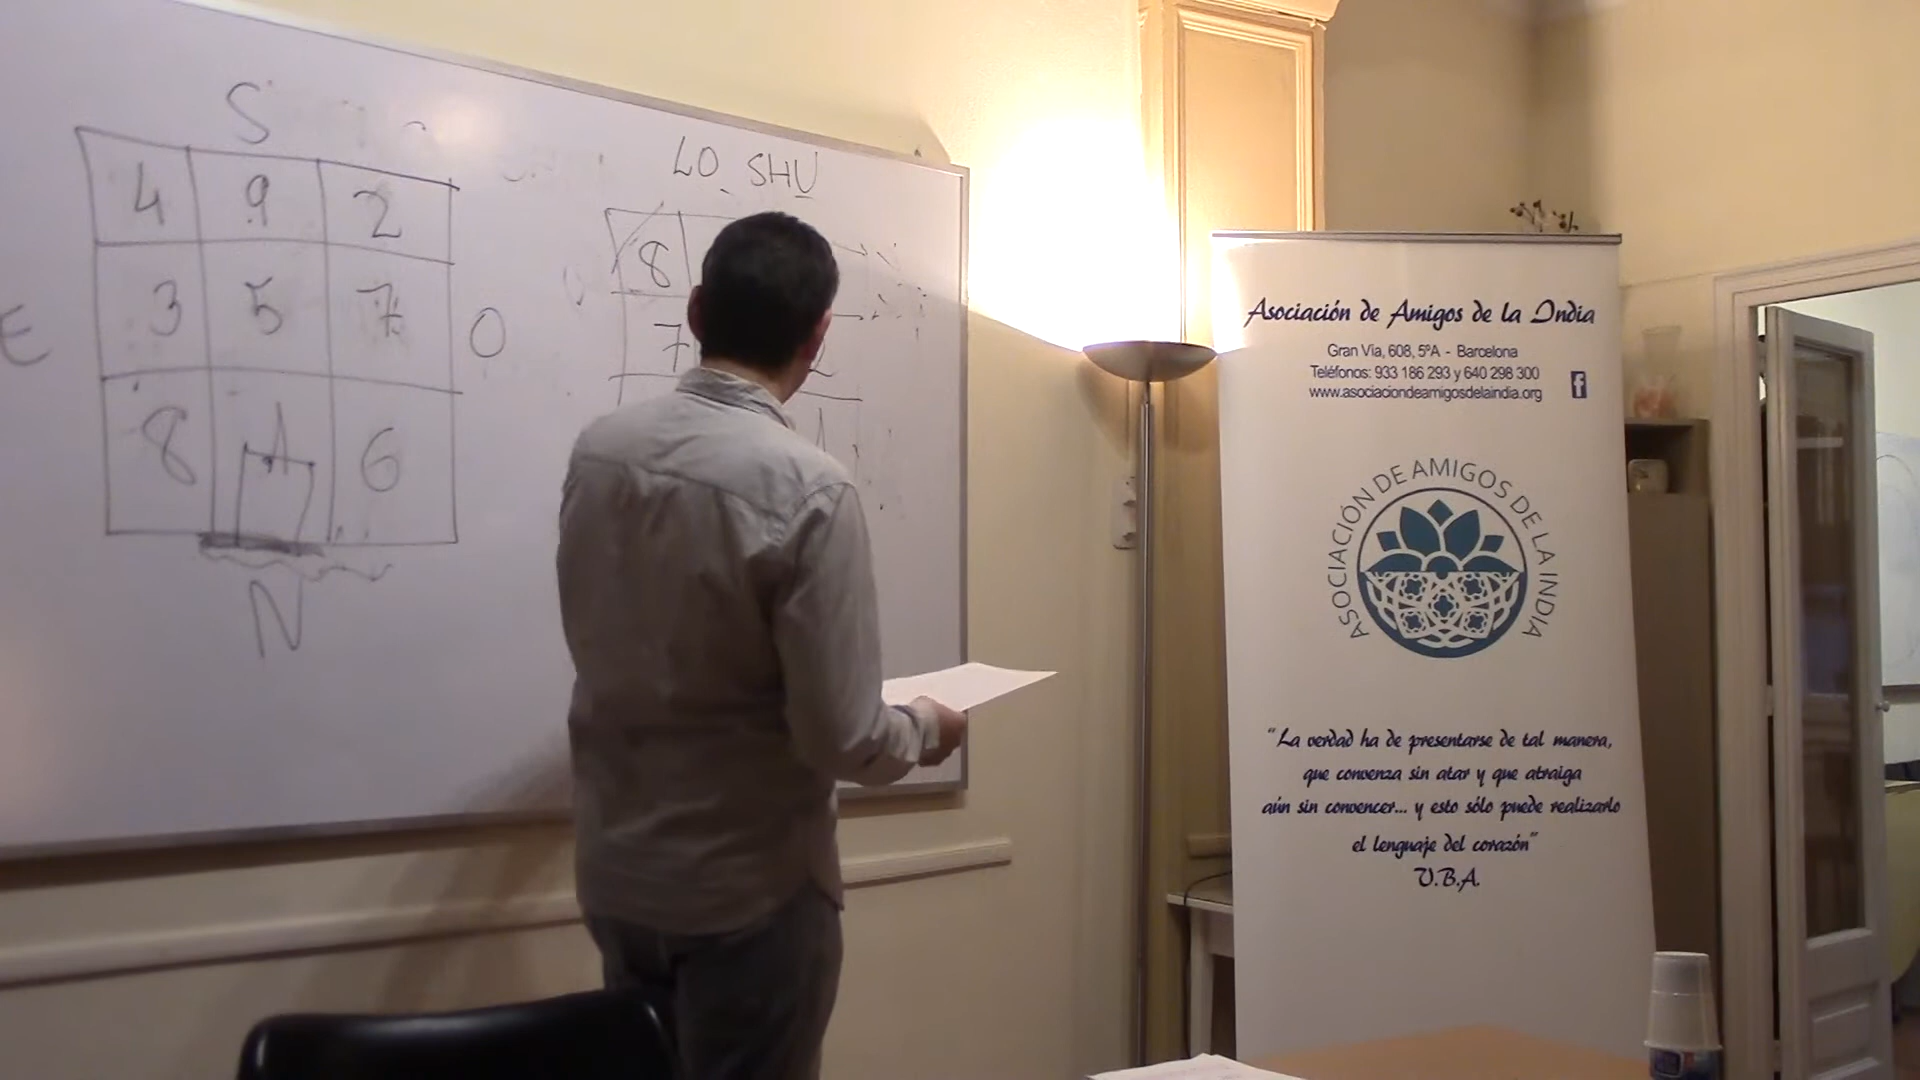 S
4 9 2
E 3 5 7 O
8 1 6
N
LO SHU
8
7 2
1
Asociación de Amigos de la India
Gran Vía, 608, 5ºA - Barcelona
Teléfonos: 933 186 293 y 640 298 300
www.asociaciondeamigosdelaindia.org
f
ASOCIACIÓN DE AMIGOS DE LA INDIA
"La verdad ha de presentarse de tal manera,
que convenza sin atar y que atraiga
aún sin convencer... y esto sólo puede realizarlo
el lenguaje del corazón"
V.B.A.